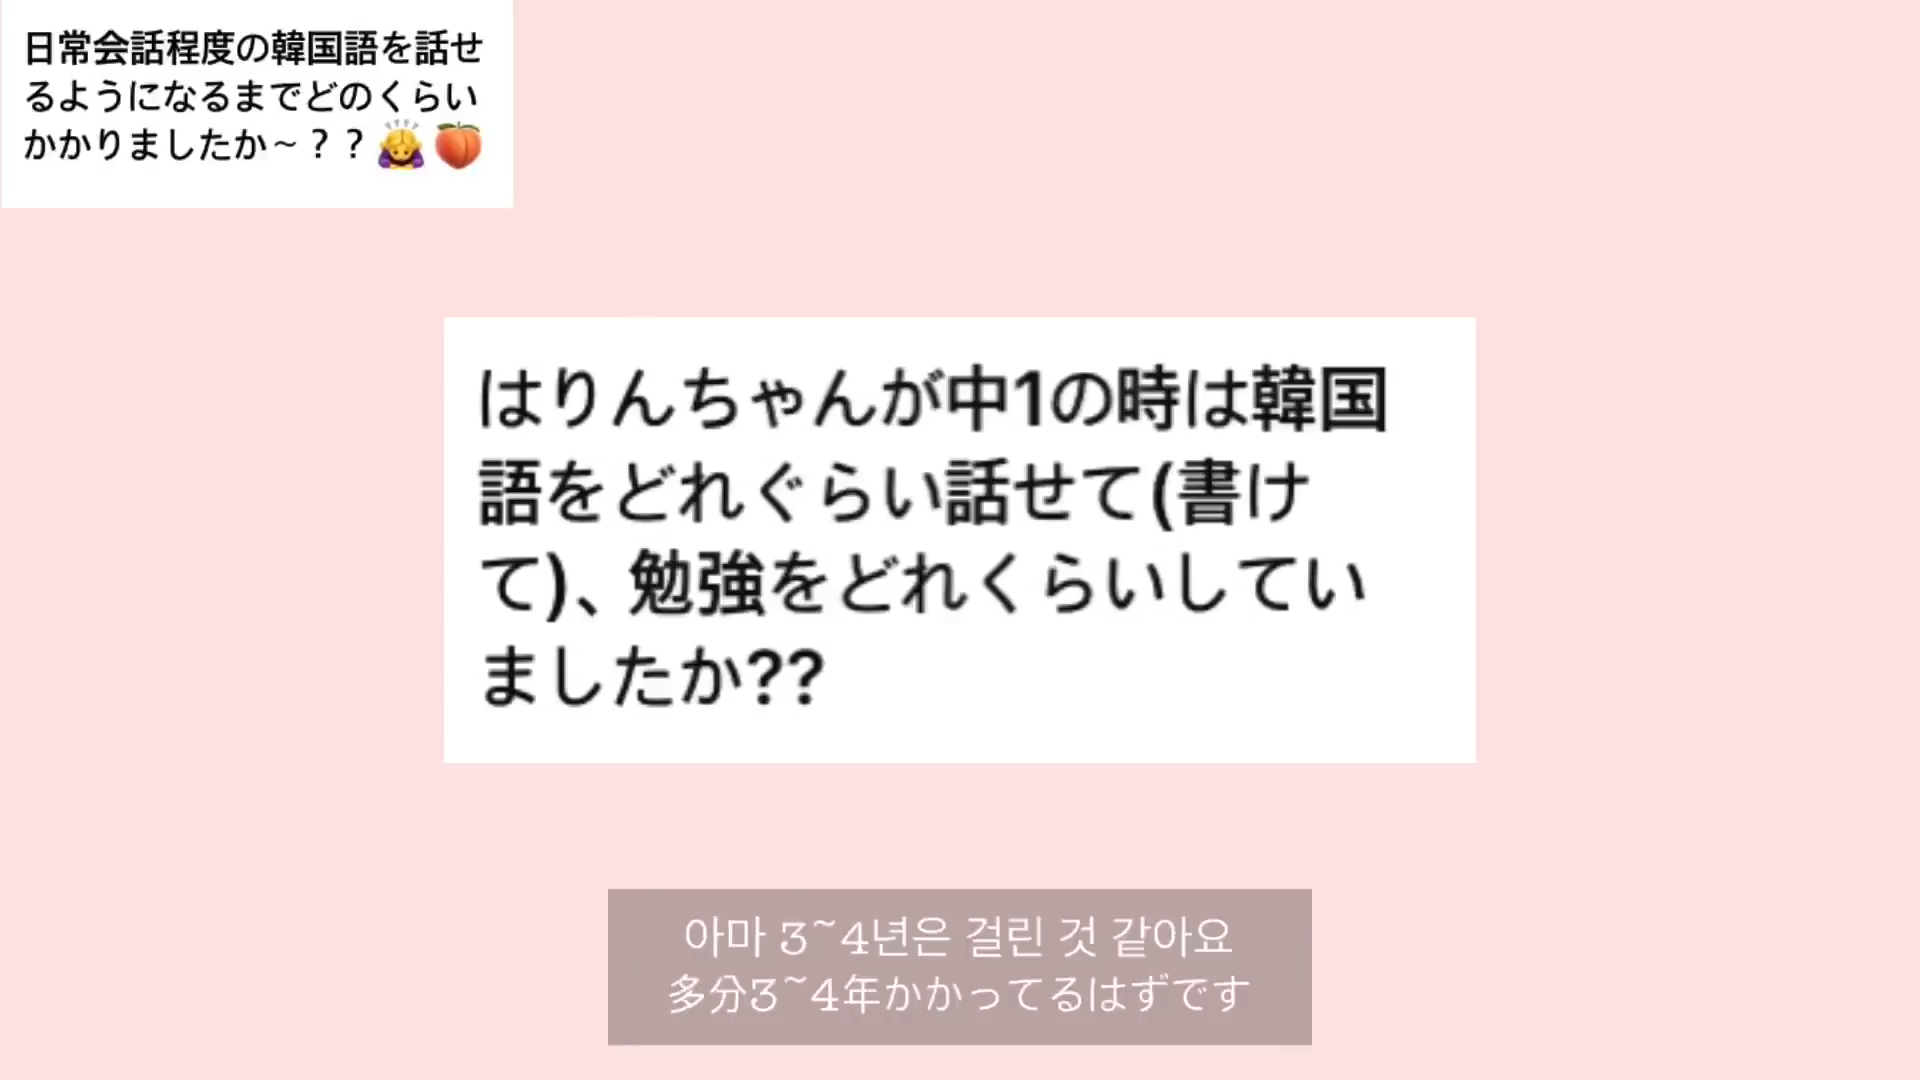 日常会話程度の韓国語を話せ
るようになるまでどのくらい
かかりましたか～？？🙇‍♀️🍑
はりんちゃんが中1の時は韓国
語をどれぐらい話せて(書け
て)、勉強をどれくらいしてい
ましたか??
아마 3~4년은 걸린 것 같아요
多分3~4年かかってるはずです